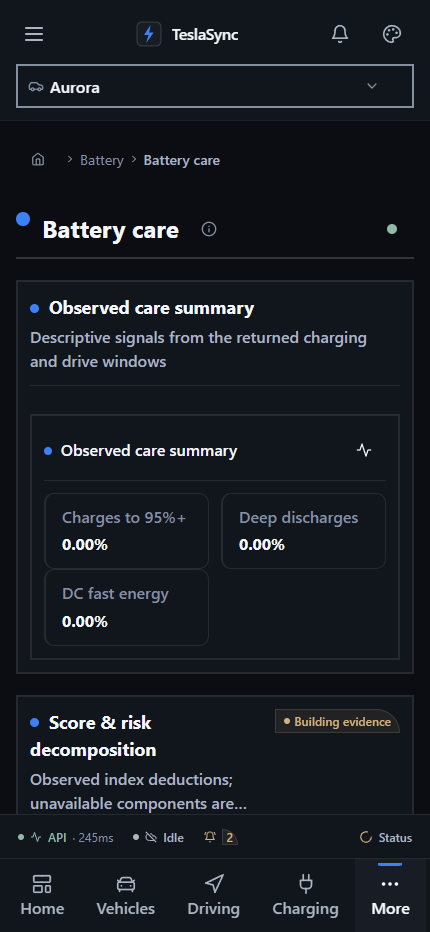 TeslaSync
Aurora
Battery
Battery care
Battery care
Observed care summary
Descriptive signals from the returned charging
and drive windows
Observed care summary
Charges to 95%+
0.00%
Deep discharges
0.00%
DC fast energy
0.00%
Score & risk
decomposition
Building evidence
Observed index deductions;
unavailable components are...
API · 245ms
Idle
2
Status
Home
Vehicles
Driving
Charging
More